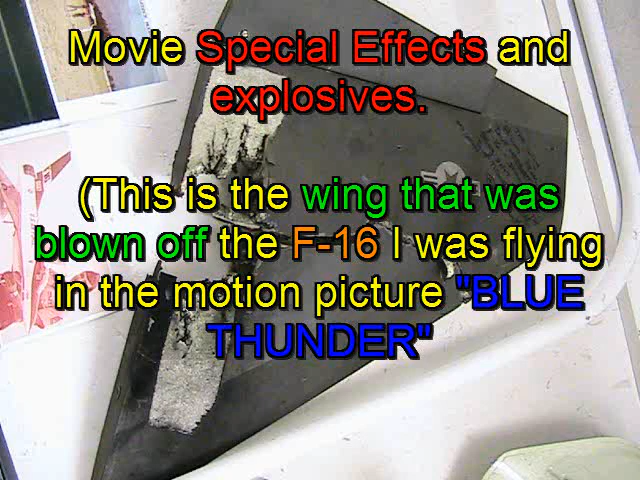 Movie Special Effects and
explosives.
(This is the wing that was
blown off the F-16 I was flying
in the motion picture "BLUE
THUNDER"